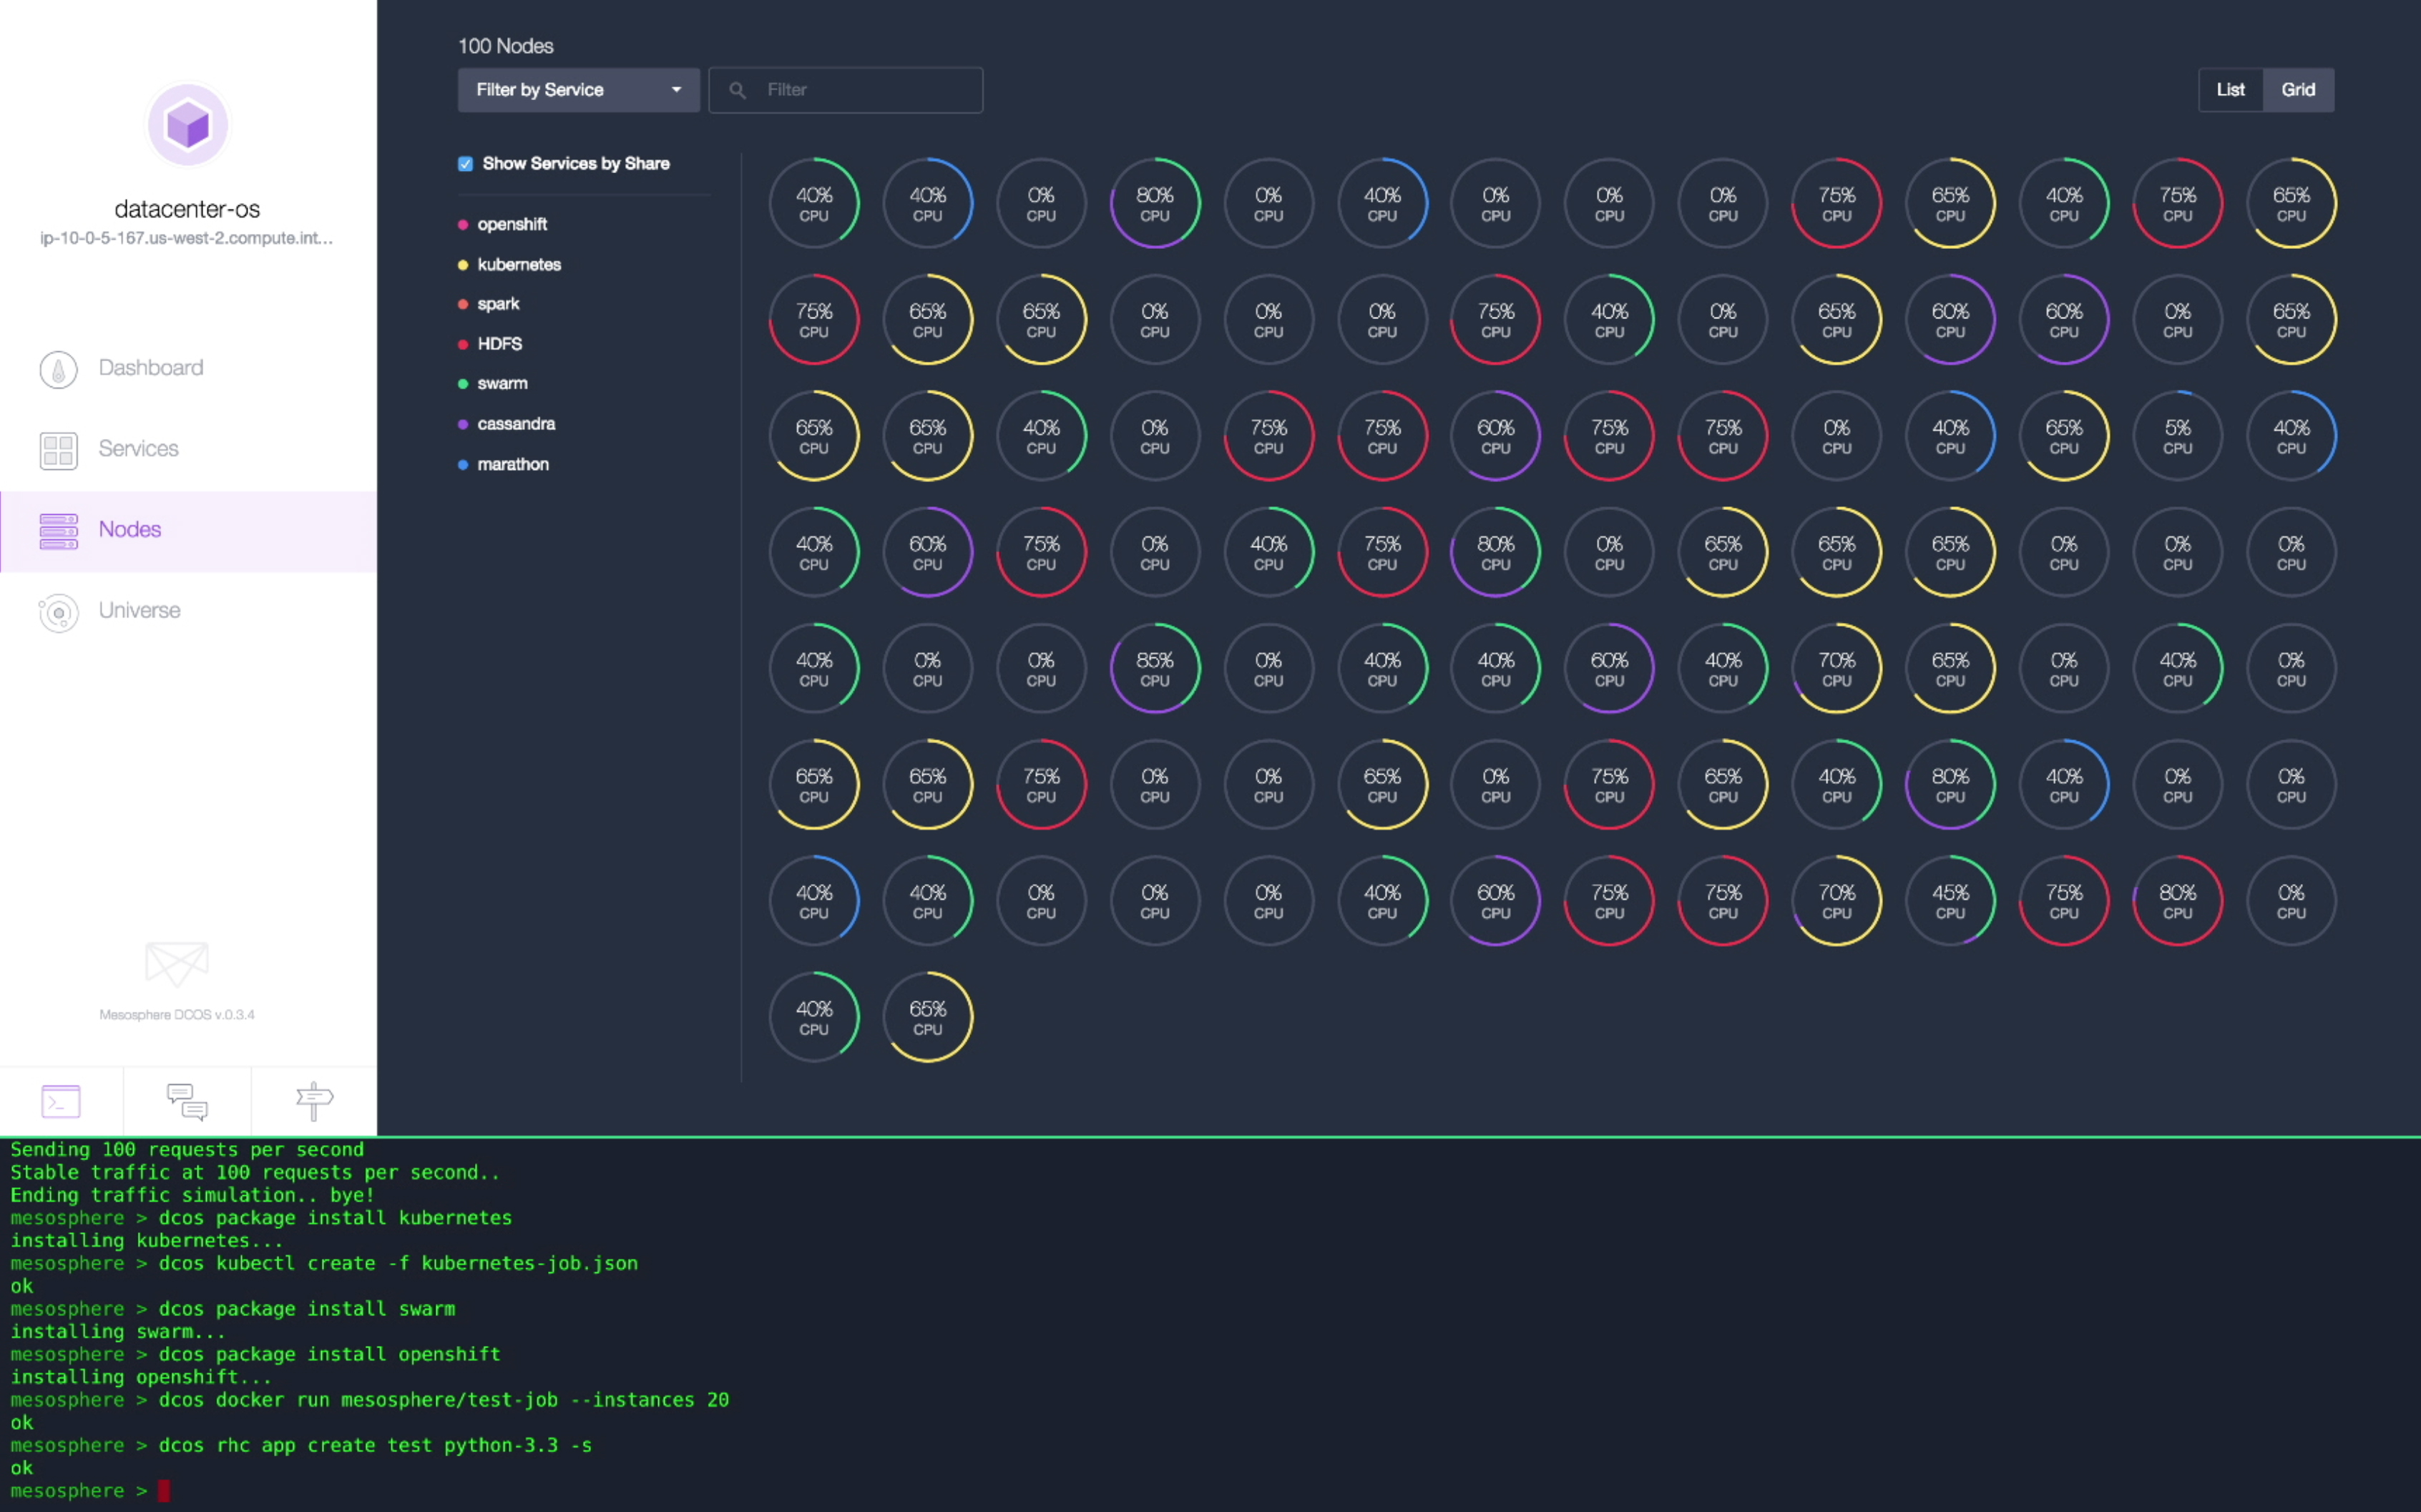 datacenter-os
ip-10-0-5-167.us-west-2.compute.int...
Dashboard
Services
Nodes
Universe
Mesosphere DCOS v.0.3.4
100 Nodes
Filter by Service
Filter
List Grid
Show Services by Share
openshift
kubernetes
spark
HDFS
swarm
cassandra
marathon
40% 40% 0% 80% 0% 40% 0% 0% 0% 75% 65% 40% 75% 65%
CPU CPU CPU CPU CPU CPU CPU CPU CPU CPU CPU CPU CPU CPU
75% 65% 65% 0% 0% 0% 75% 40% 0% 65% 60% 60% 0% 65%
CPU CPU CPU CPU CPU CPU CPU CPU CPU CPU CPU CPU CPU CPU
65% 65% 40% 0% 75% 75% 60% 75% 75% 0% 40% 65% 5% 40%
CPU CPU CPU CPU CPU CPU CPU CPU CPU CPU CPU CPU CPU CPU
40% 60% 75% 0% 40% 75% 80% 0% 65% 65% 65% 0% 0% 0%
CPU CPU CPU CPU CPU CPU CPU CPU CPU CPU CPU CPU CPU CPU
40% 0% 0% 85% 0% 40% 40% 60% 40% 70% 65% 0% 40% 0%
CPU CPU CPU CPU CPU CPU CPU CPU CPU CPU CPU CPU CPU CPU
65% 65% 75% 0% 0% 65% 0% 75% 65% 40% 80% 40% 0% 0%
CPU CPU CPU CPU CPU CPU CPU CPU CPU CPU CPU CPU CPU CPU
40% 40% 0% 0% 0% 40% 60% 75% 75% 70% 45% 75% 80% 0%
CPU CPU CPU CPU CPU CPU CPU CPU CPU CPU CPU CPU CPU CPU
40% 65%
CPU CPU
Sending 100 requests per second
Stable traffic at 100 requests per second..
Ending traffic simulation.. bye!
mesosphere > dcos package install kubernetes
installing kubernetes...
mesosphere > dcos kubectl create -f kubernetes-job.json
ok
mesosphere > dcos package install swarm
installing swarm...
mesosphere > dcos package install openshift
installing openshift...
mesosphere > dcos docker run mesosphere/test-job --instances 20
ok
mesosphere > dcos rhc app create test python-3.3 -s
ok
mesosphere >